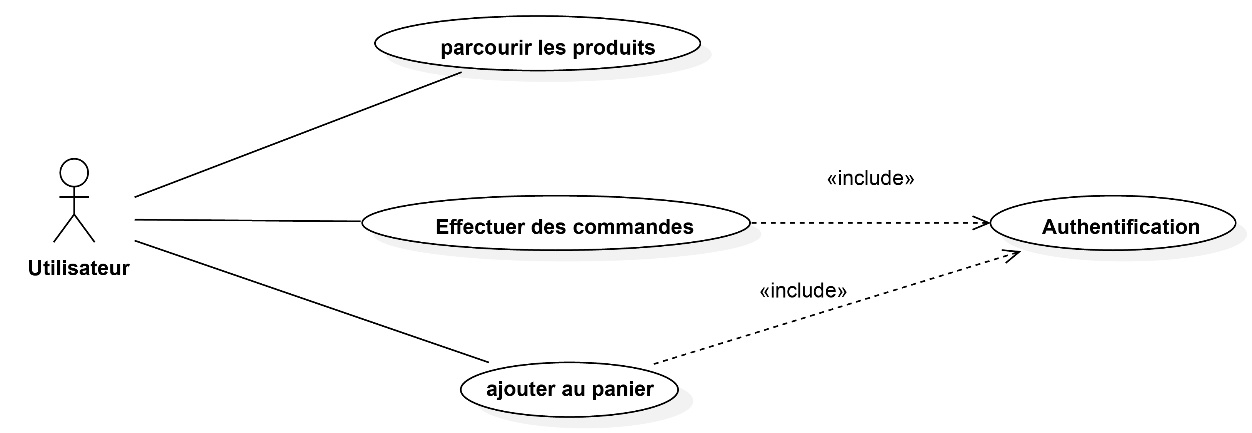 parcourir les produits
«include»
Effectuer des commandes
Authentification
Utilisateur
«include»
ajouter au panier